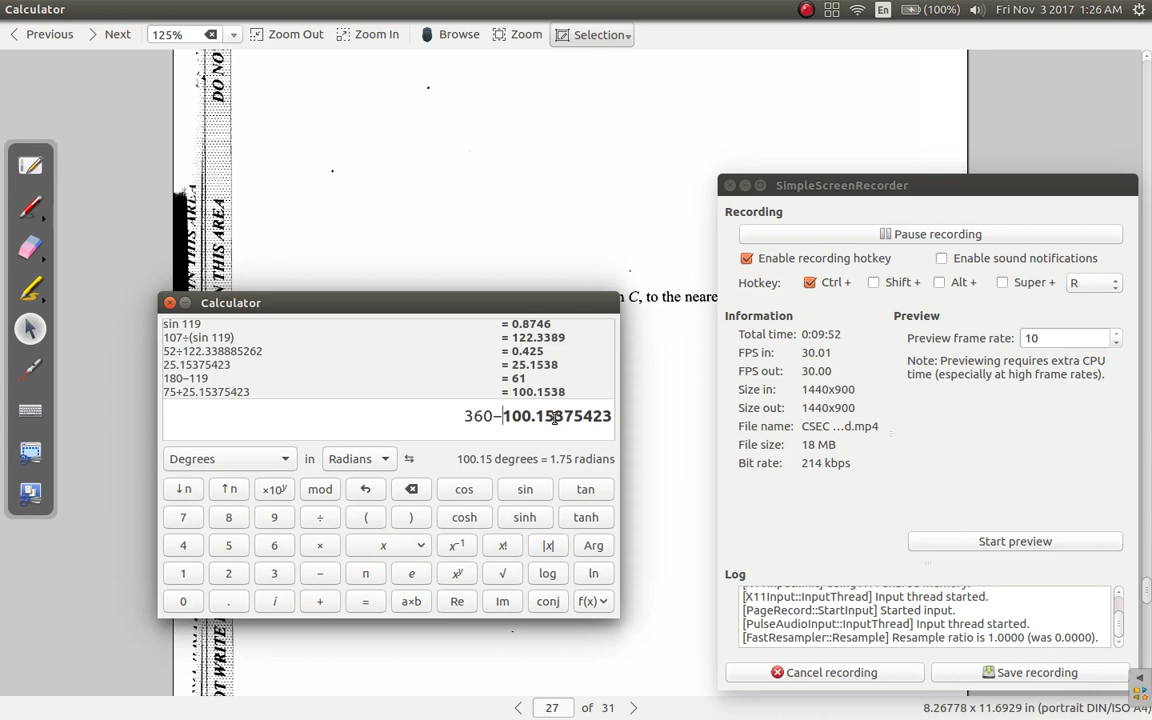 Calculator
En
(100%)
Fri Nov 3 2017 1:26 AM
Previous
Next
125%
Zoom Out
Zoom In
Browse
Zoom
Selection
DO NO
IN THIS AREA
THIS AREA
n C, to the neare
OT WRITE
Calculator
sin 119 = 0.8746
107÷(sin 119) = 122.3389
52÷122.338885262 = 0.425
25.15375423 = 25.1538
180−119 = 61
75+25.15375423 = 100.1538
360−100.15375423
Degrees in Radians 100.15 degrees = 1.75 radians
↓n ↑n ×10y mod cos sin tan
7 8 9 ÷ ( ) cosh sinh tanh
4 5 6 × x x−1 x! |x| Arg
1 2 3 − π e xy √ log ln
0 . i + = a×b Re Im conj f(x)
SimpleScreenRecorder
Recording
Pause recording
Enable recording hotkey
Enable sound notifications
Hotkey: Ctrl + Shift + Alt + Super + R
Information
Total time: 0:09:52
FPS in: 30.01
FPS out: 30.00
Size in: 1440x900
Size out: 1440x900
File name: CSEC ...d.mp4
File size: 18 MB
Bit rate: 214 kbps
Preview
Preview frame rate: 10
Note: Previewing requires extra CPU
time (especially at high frame rates).
Start preview
Log
[X11Input::InputThread] Input thread started.
[PageRecord::StartInput] Started input.
[PulseAudioInput::InputThread] Input thread started.
[FastResampler::Resample] Resample ratio is 1.0000 (was 0.0000).
Cancel recording
Save recording
27 of 31
8.26778 x 11.6929 in (portrait DIN/ISO A4)